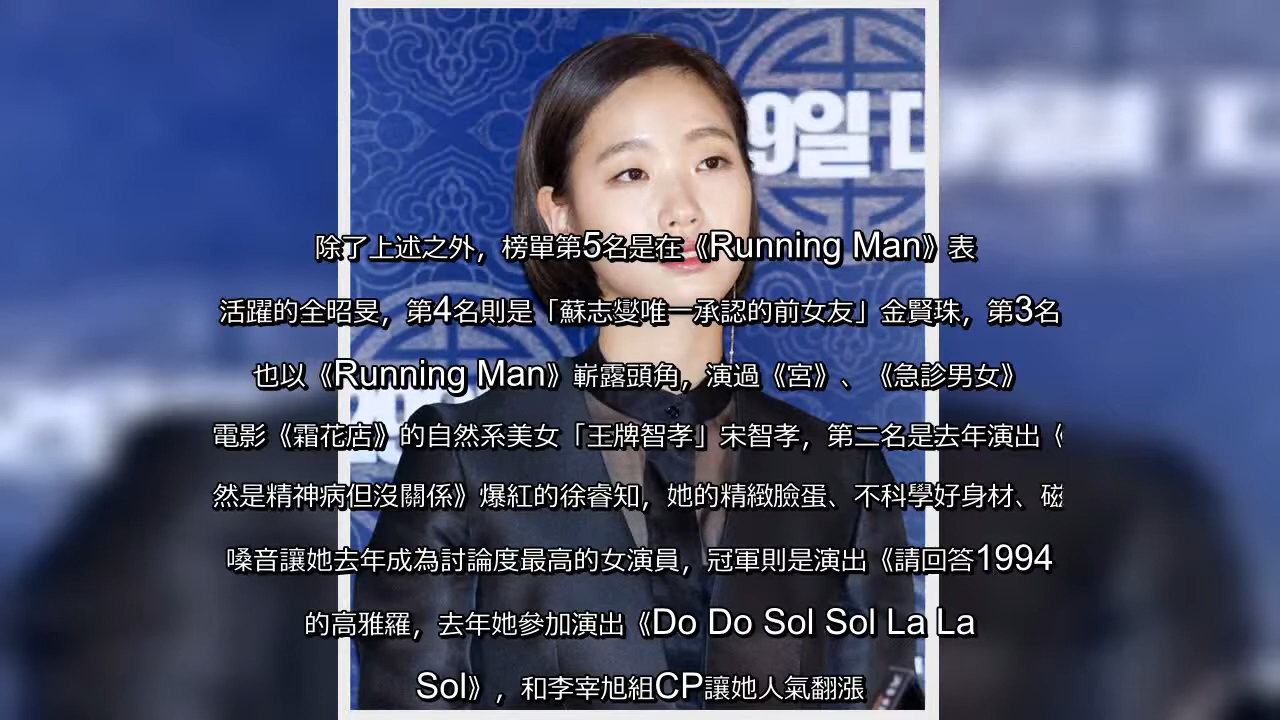 9일 대
除了上述之外，榜單第5名是在《Running Man》表
活躍的全昭旻，第4名則是「蘇志燮唯一承認的前女友」金賢珠，第3名
也以《Running Man》嶄露頭角，演過《宮》、《急診男女》
電影《霜花店》的自然系美女「王牌智孝」宋智孝，第二名是去年演出《
然是精神病但沒關係》爆紅的徐睿知，她的精緻臉蛋、不科學好身材、磁
嗓音讓她去年成為討論度最高的女演員，冠軍則是演出《請回答1994
的高雅羅，去年她參加演出《Do Do Sol Sol La La
Sol》，和李宰旭組CP讓她人氣翻漲